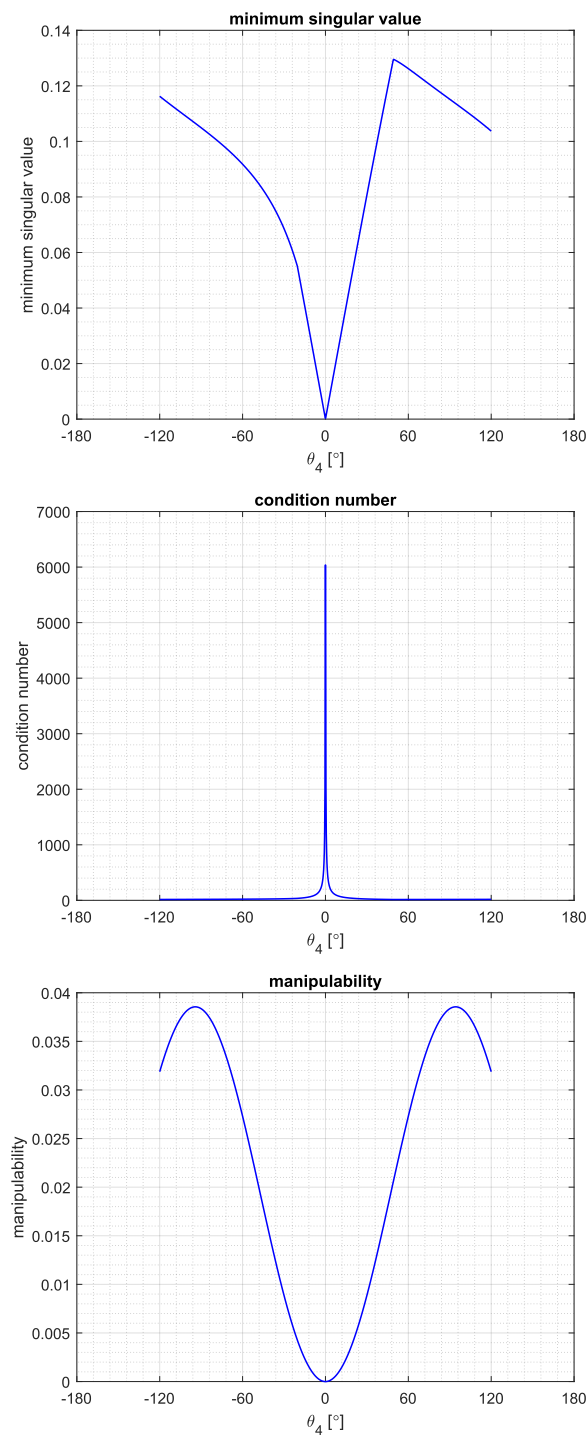 minimum singular value
0.14
0.12
0.1
0.08
0.06
0.04
0.02
0
minimum singular value
-180 -120 -60 0 60 120 180
θ4 [°]
condition number
7000
6000
5000
4000
3000
2000
1000
0
condition number
-180 -120 -60 0 60 120 180
θ4 [°]
manipulability
0.04
0.035
0.03
0.025
0.02
0.015
0.01
0.005
0
manipulability
-180 -120 -60 0 60 120 180
θ4 [°]